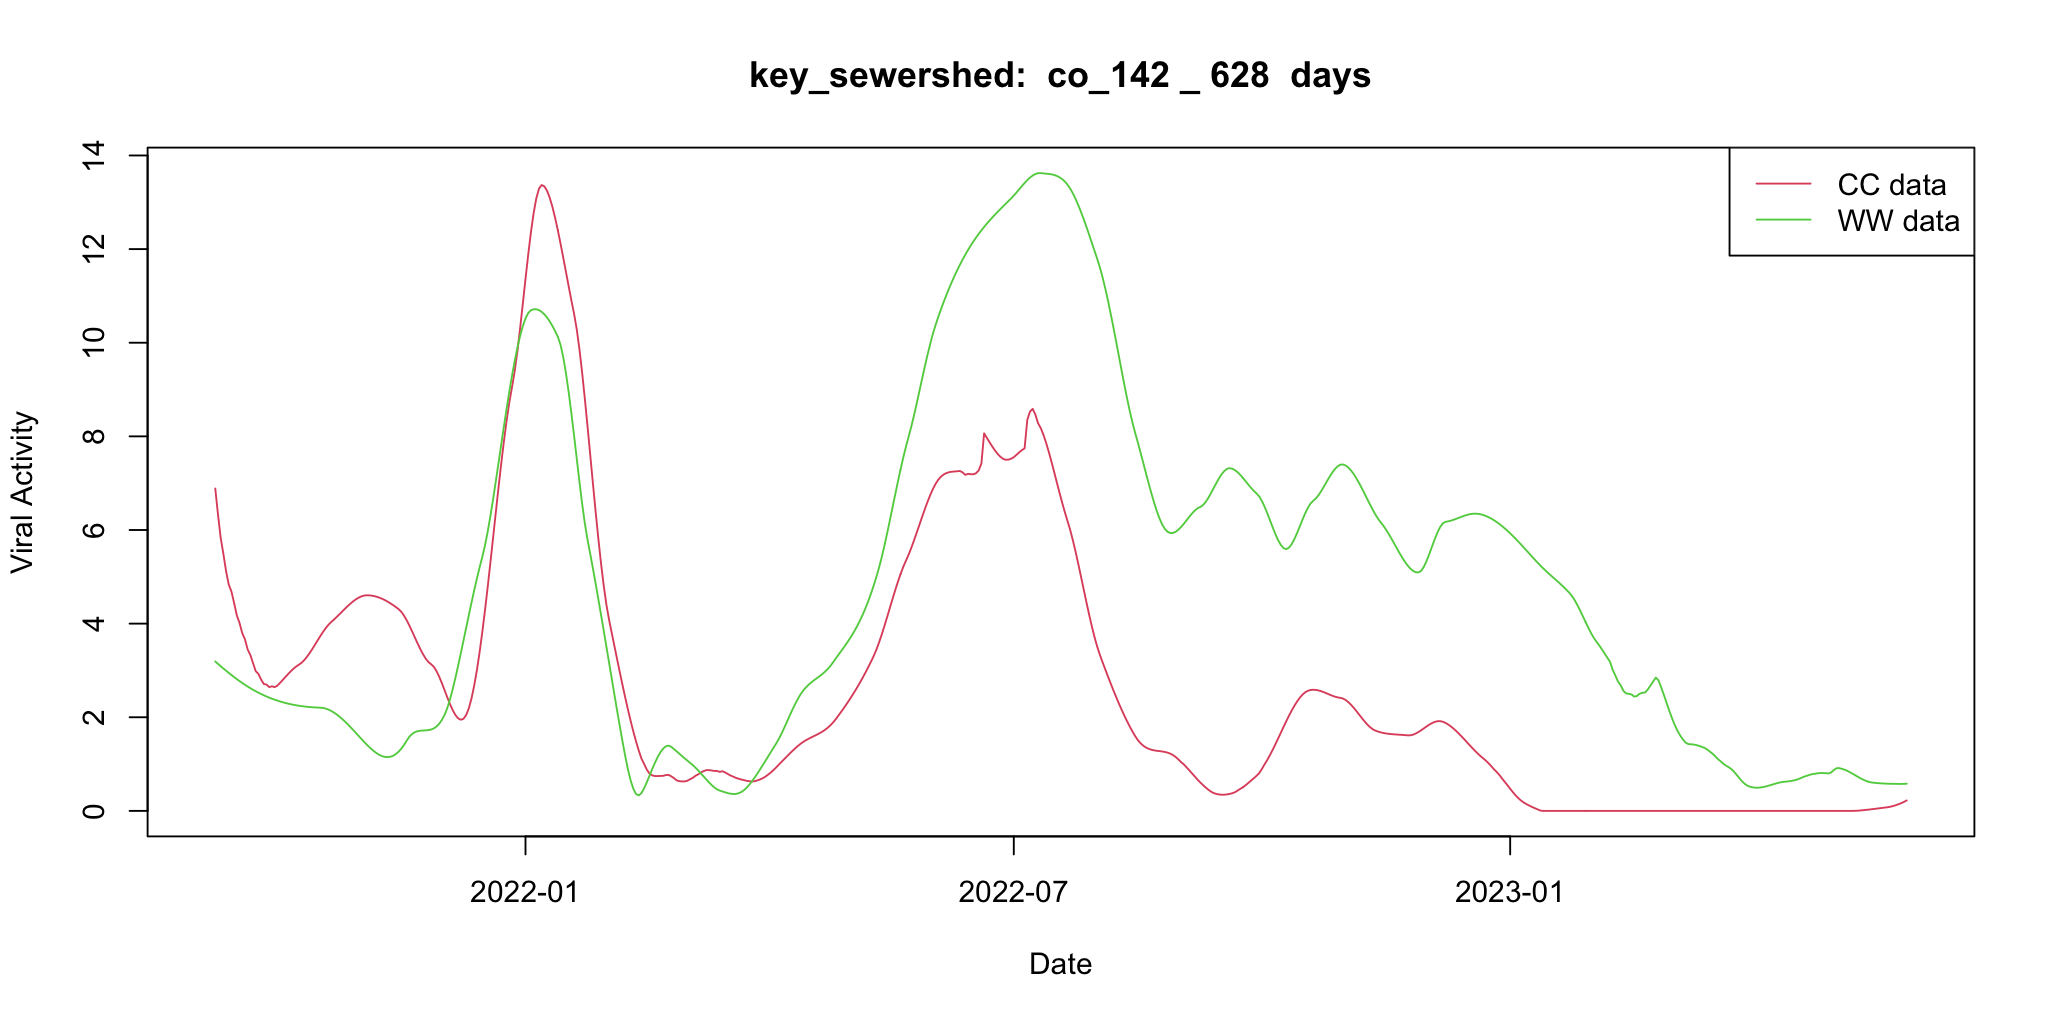 key_sewershed:  co_142 _ 628  days
CC data
WW data
Viral Activity
14
12
10
8
6
4
2
0
2022-01
2022-07
2023-01
Date